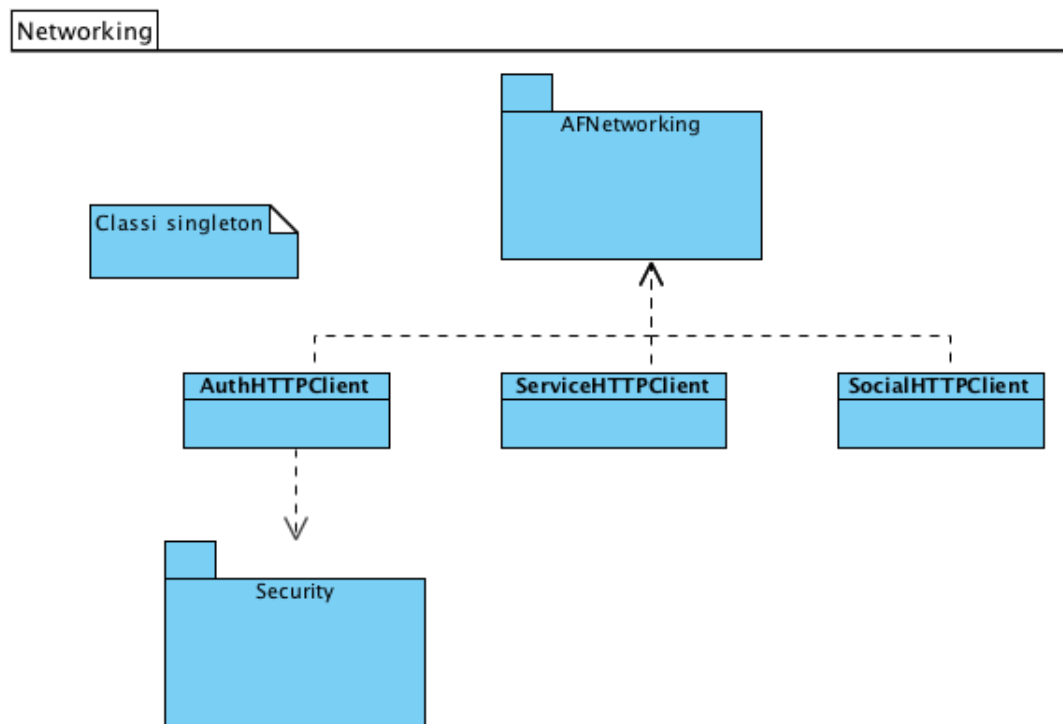 Networking
AFNetworking
Classi singleton
AuthHTTPClient
ServiceHTTPClient
SocialHTTPClient
Security